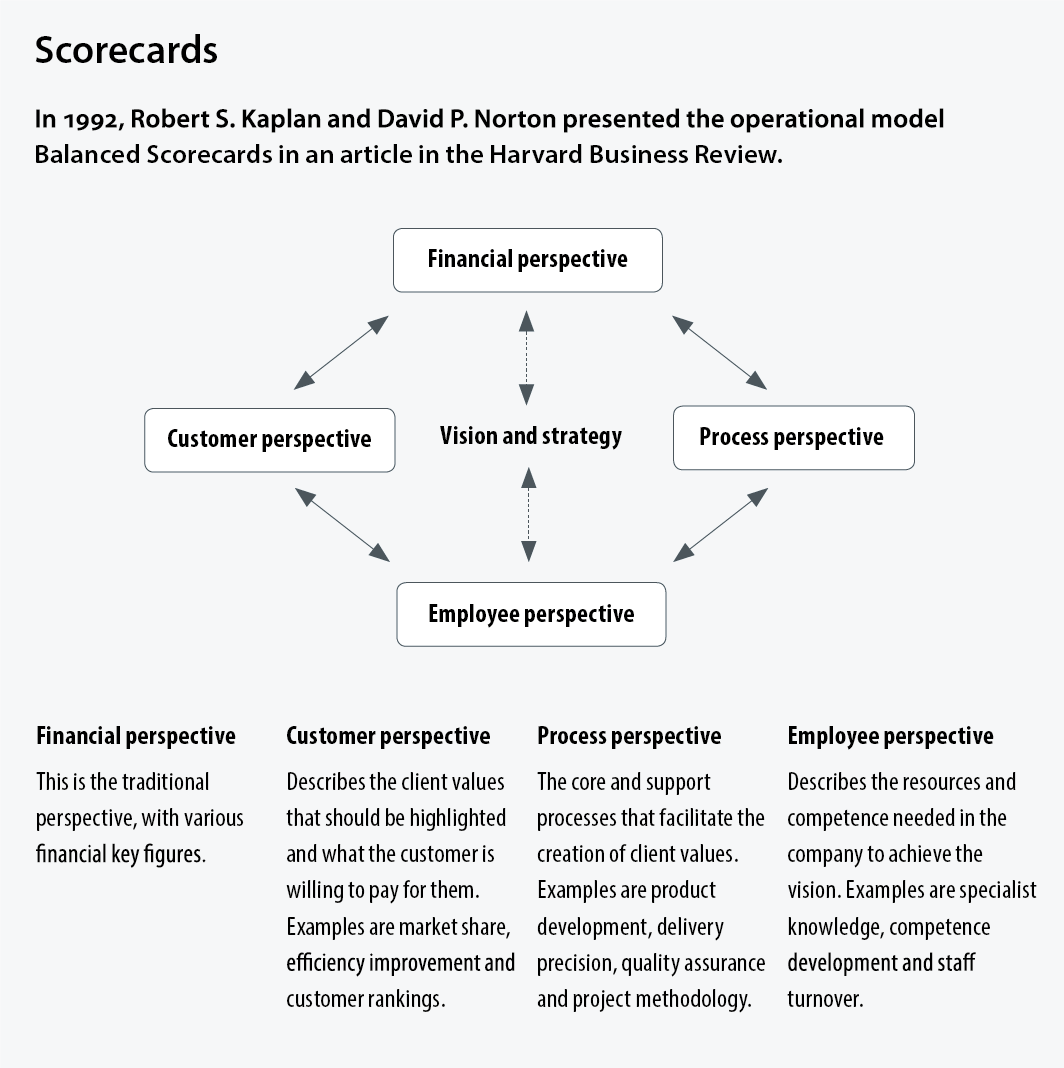 Scorecards
In 1992, Robert S. Kaplan and David P. Norton presented the operational model
Balanced Scorecards in an article in the Harvard Business Review.
Financial perspective
Customer perspective
Vision and strategy
Process perspective
Employee perspective
Financial perspective
This is the traditional
perspective, with various
financial key figures.
Customer perspective
Describes the client values
that should be highlighted
and what the customer is
willing to pay for them.
Examples are market share,
efficiency improvement and
customer rankings.
Process perspective
The core and support
processes that facilitate the
creation of client values.
Examples are product
development, delivery
precision, quality assurance
and project methodology.
Employee perspective
Describes the resources and
competence needed in the
company to achieve the
vision. Examples are specialist
knowledge, competence
development and staff
turnover.